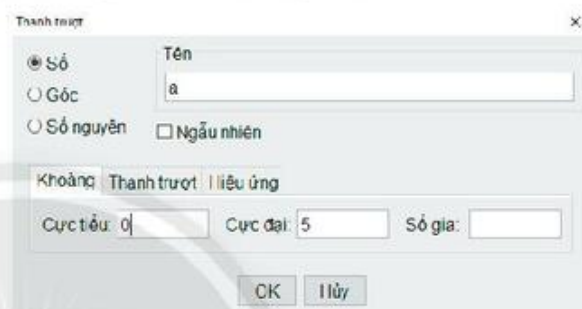 Thanh trượt ×
Số
Tên
a
Góc
Số nguyên
Ngẫu nhiên
Khoảng Thanh trượt Hiệu ứng
Cực tiểu: 0 Cực đại: 5 Số gia:
OK Hủy